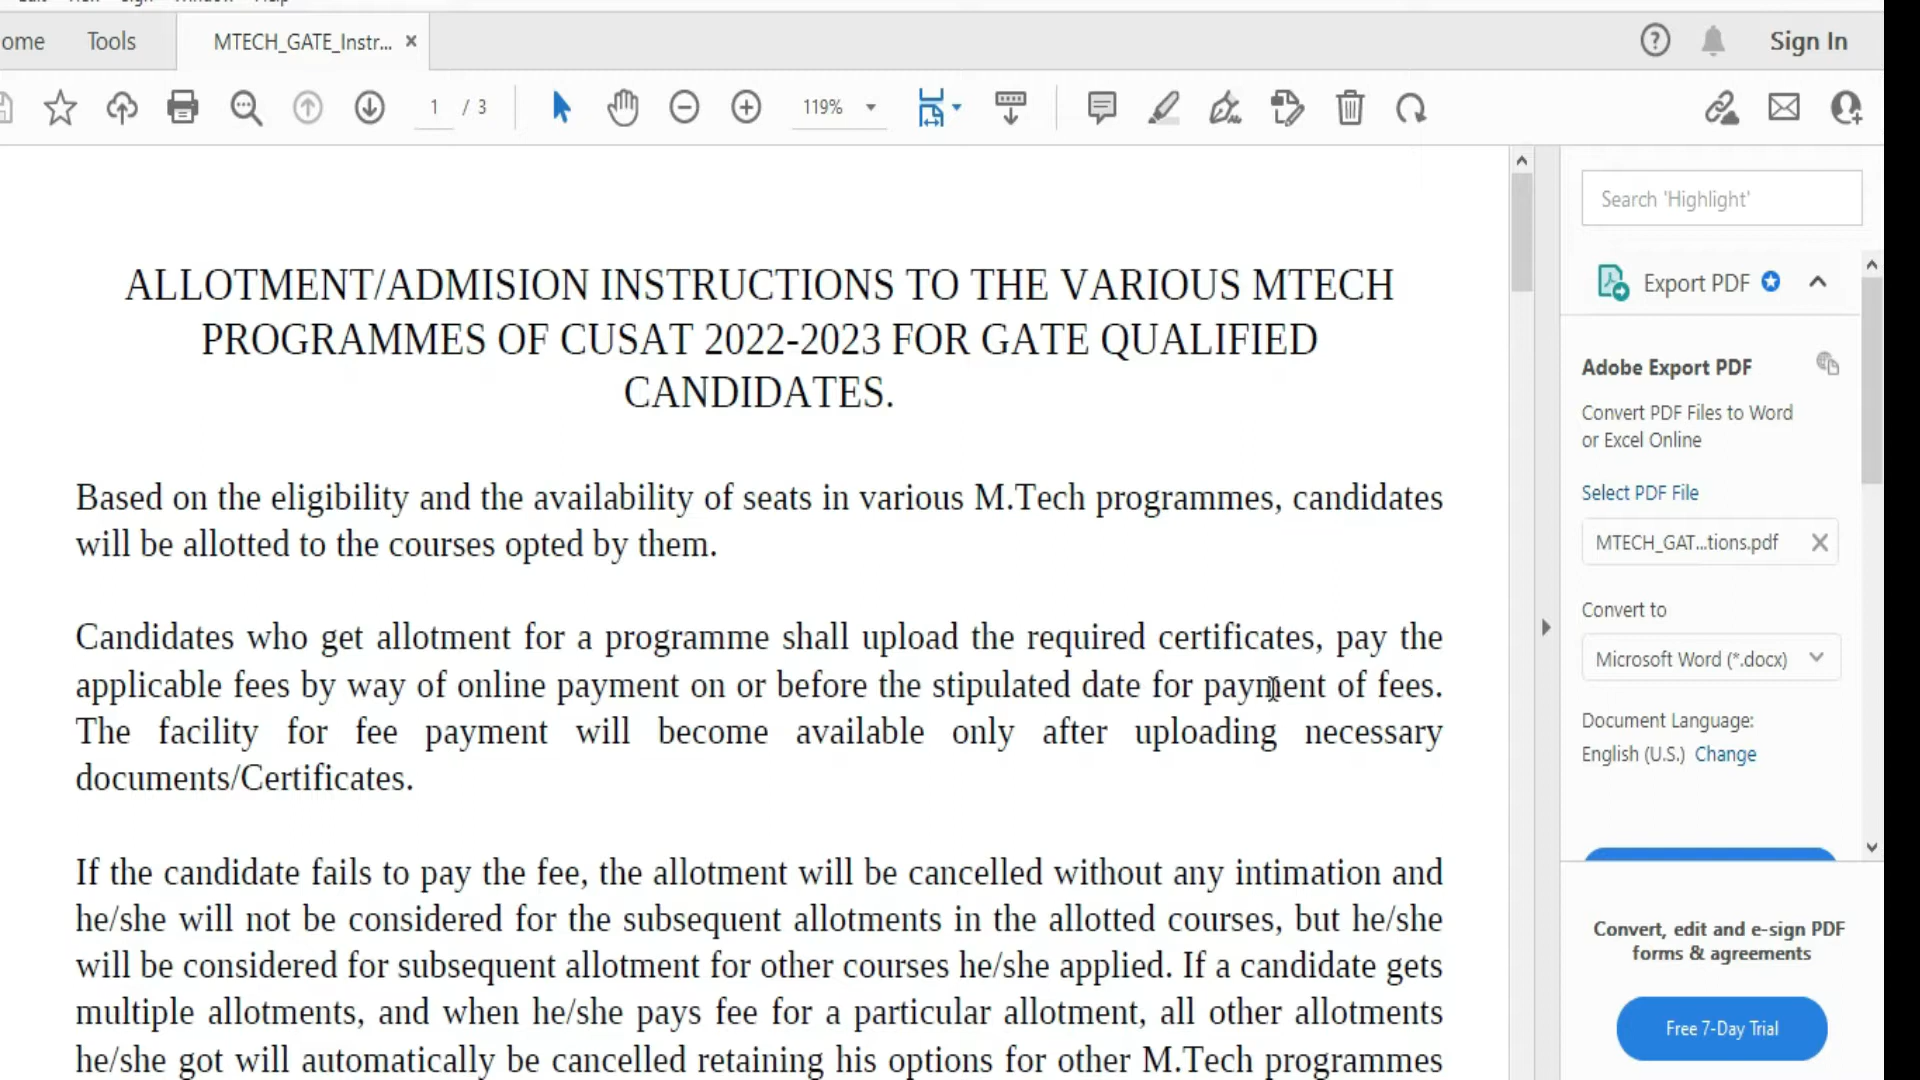 ome Tools MTECH_GATE_Instr... ×
Sign In
1 / 3 119%
Search 'Highlight'
ALLOTMENT/ADMISION INSTRUCTIONS TO THE VARIOUS MTECH
PROGRAMMES OF CUSAT 2022-2023 FOR GATE QUALIFIED
CANDIDATES.
Based on the eligibility and the availability of seats in various M.Tech programmes, candidates
will be allotted to the courses opted by them.
Candidates who get allotment for a programme shall upload the required certificates, pay the
applicable fees by way of online payment on or before the stipulated date for payment of fees.
The facility for fee payment will become available only after uploading necessary
documents/Certificates.
If the candidate fails to pay the fee, the allotment will be cancelled without any intimation and
he/she will not be considered for the subsequent allotments in the allotted courses, but he/she
will be considered for subsequent allotment for other courses he/she applied. If a candidate gets
multiple allotments, and when he/she pays fee for a particular allotment, all other allotments
he/she got will automatically be cancelled retaining his options for other M.Tech programmes
Export PDF
Adobe Export PDF
Convert PDF Files to Word
or Excel Online
Select PDF File
MTECH_GAT...tions.pdf
Convert to
Microsoft Word (*.docx)
Document Language:
English (U.S.) Change
Convert, edit and e-sign PDF
forms & agreements
Free 7-Day Trial